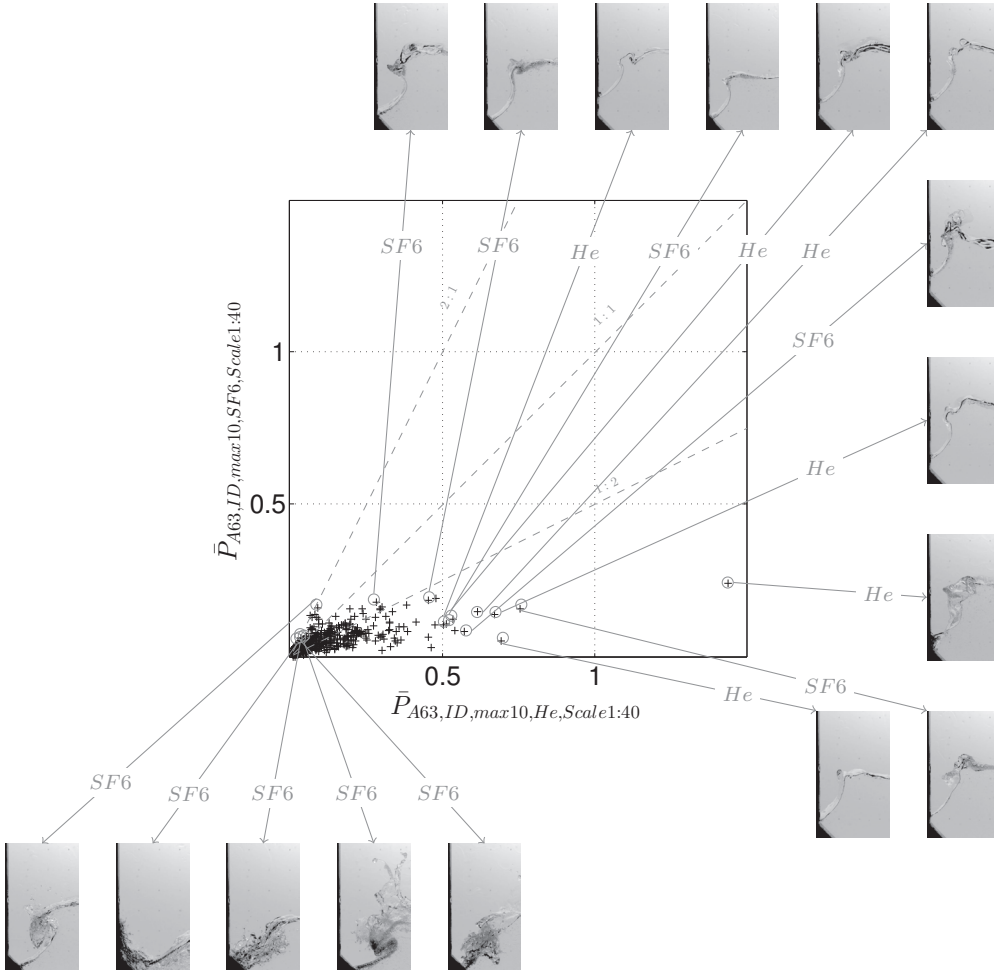 SF6
SF6
He
SF6
He
He
2 : 1
1 : 1
SF6
1
P̄A63,ID,max10,SF6,Scale1:40
He
1 : 2
0.5
He
0.5
1
SF6
He
P̄A63,ID,max10,He,Scale1:40
SF6
SF6
SF6
SF6
SF6